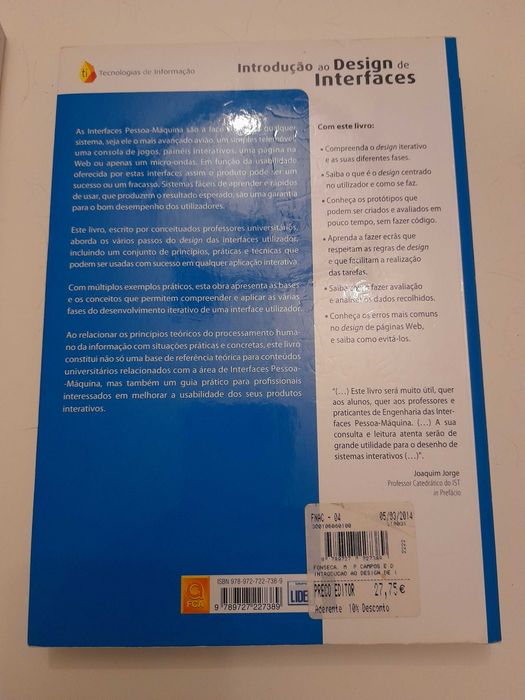 ti
Tecnologias de Informação
Introdução ao Design de
Interfaces
As Interfaces Pessoa-Máquina são a face qualquer
sistema, seja ele o mais avançado avião, um simples telemóvel,
uma consola de jogos, painéis interativos, uma página na
Web ou apenas um micro-ondas. Em função da usabilidade
oferecida por estas interfaces assim o produto pode ser um
sucesso ou um fracasso. Sistemas fáceis de aprender e rápidos
de usar, que produzem o resultado esperado, são uma garantia
para o bom desempenho dos utilizadores.
Este livro, escrito por conceituados professores universitários,
aborda os vários passos do design das Interfaces utilizador,
incluindo um conjunto de princípios, práticas e técnicas que
podem ser usadas com sucesso em qualquer aplicação interativa.
Com múltiplos exemplos práticos, esta obra apresenta as bases
e os conceitos que permitem compreender e aplicar as várias
fases do desenvolvimento iterativo de uma interface utilizador.
Ao relacionar os princípios teóricos do processamento huma-
no da informação com situações práticas e concretas, este livro
constitui não só uma base de referência teórica para conteúdos
universitários relacionados com a área de Interfaces Pessoa-
-Máquina, mas também um guia prático para profissionais
interessados em melhorar a usabilidade dos seus produtos
interativos.
Com este livro:
• Compreenda o design iterativo
e as suas diferentes fases.
• Saiba o que é o design centrado
no utilizador e como se faz.
• Conheça os protótipos que
podem ser criados e avaliados em
pouco tempo, sem fazer código.
• Aprenda a fazer ecrãs que
respeitam as regras de design
e que facilitam a realização
das tarefas.
• Saiba como fazer avaliação
e analisar os dados recolhidos.
• Conheça os erros mais comuns
no design de páginas Web,
e saiba como evitá-los.
"(…) Este livro será muito útil, quer
aos alunos, quer aos professores e
praticantes de Engenharia das Inter-
faces Pessoa-Máquina. (…) A sua
consulta e leitura atenta serão de
grande utilidade para o desenho de
sistemas interativos (…)".
Joaquim Jorge
Professor Catedrático do IST
in Prefácio
FNAC - 04 05/03/2014
FONSECA, M P CAMPOS E D
INTRODUCAO AO DESIGN DE I
PRECO EDITOR 27,75 €
Aderente 10% Desconto
FCA
ISBN 978-972-722-738-9
9 789727 227389
LIDE